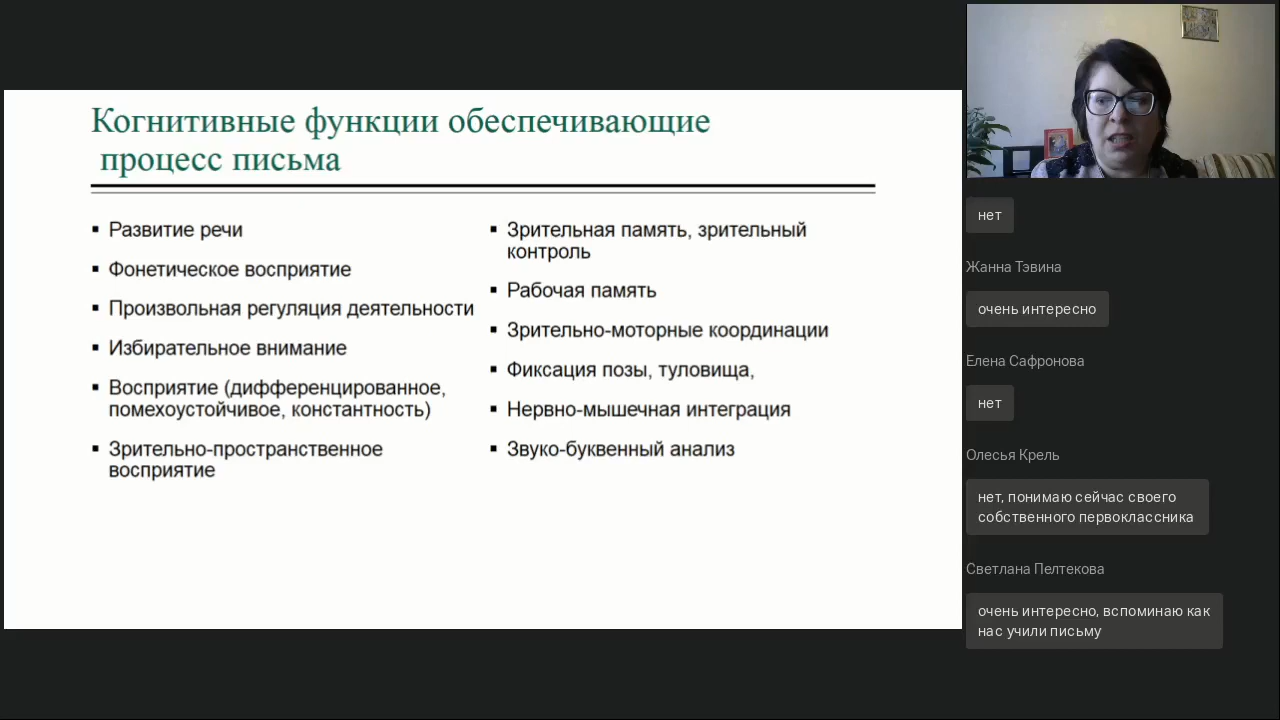 Когнитивные функции обеспечивающие
процесс письма
Развитие речи
Фонетическое восприятие
Произвольная регуляция деятельности
Избирательное внимание
Восприятие (дифференцированное,
помехоустойчивое, константность)
Зрительно-пространственное
восприятие
Зрительная память, зрительный
контроль
Рабочая память
Зрительно-моторные координации
Фиксация позы, туловища,
Нервно-мышечная интеграция
Звуко-буквенный анализ
нет
Жанна Тэвина
очень интересно
Елена Сафронова
нет
Олесья Крель
нет, понимаю сейчас своего
собственного первоклассника
Светлана Пелтекова
очень интересно, вспоминаю как
нас учили письму